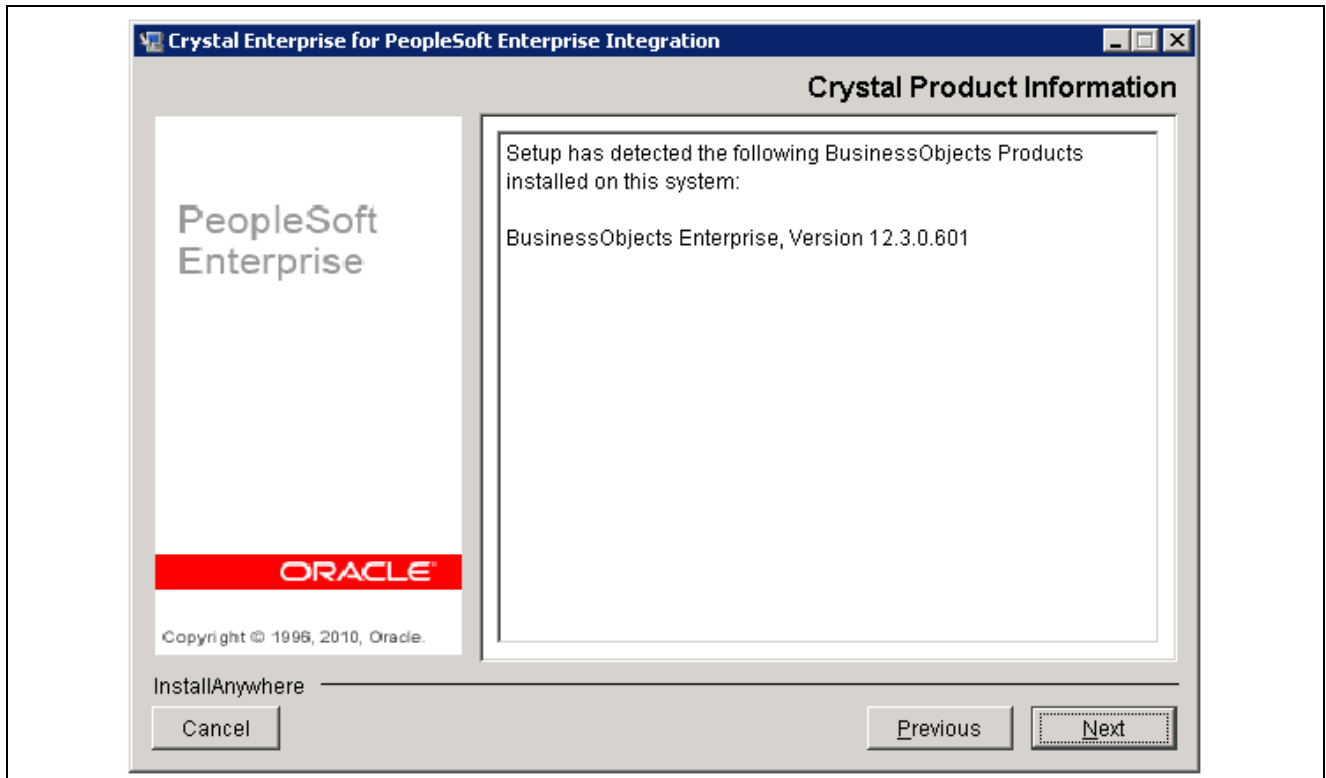 Crystal Enterprise for PeopleSoft Enterprise Integration
Crystal Product Information
PeopleSoft
Enterprise
ORACLE
Copyright © 1996, 2010, Oracle.
Setup has detected the following BusinessObjects Products
installed on this system:
BusinessObjects Enterprise, Version 12.3.0.601
InstallAnywhere
Cancel
Previous
Next